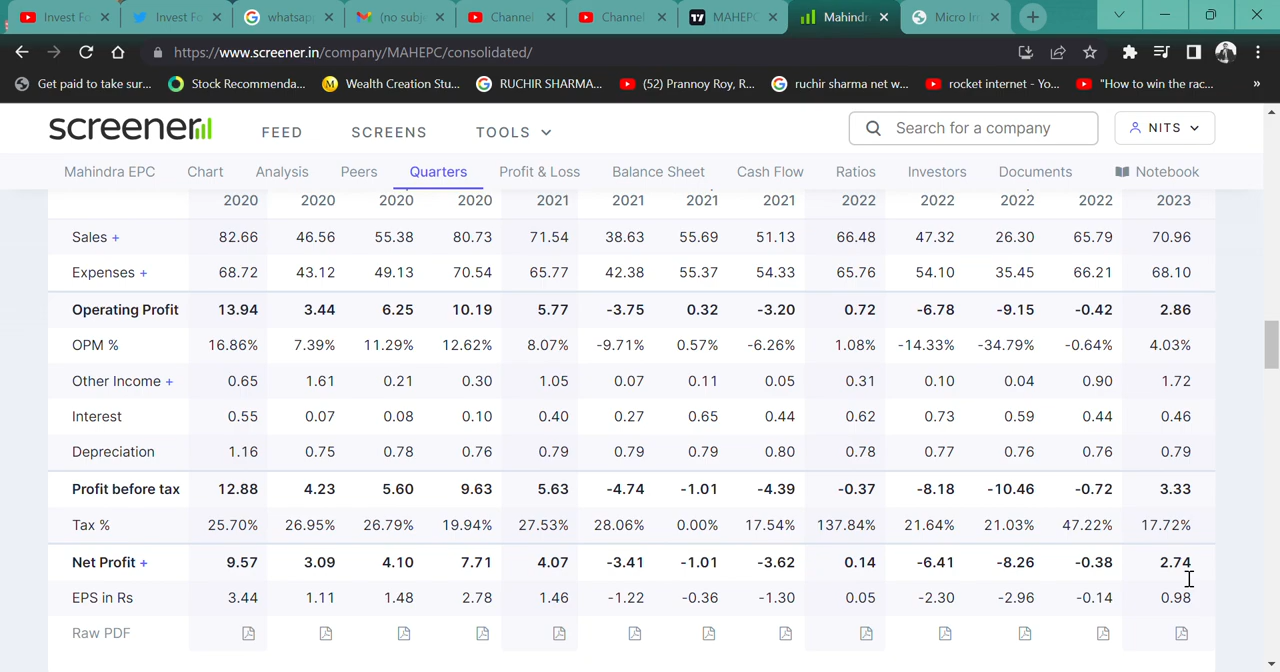 Invest Fo
Invest Fo
whatsap
(no subj
Channel
Channel
MAHEPC
Mahindr
Micro In
https://www.screener.in/company/MAHEPC/consolidated/
Get paid to take sur...
Stock Recommenda...
Wealth Creation Stu...
RUCHIR SHARMA...
(52) Prannoy Roy, R...
ruchir sharma net w...
rocket internet - Yo...
"How to win the rac...
»
screener
FEED
SCREENS
TOOLS
Search for a company
NITS
Mahindra EPC
Chart
Analysis
Peers
Quarters
Profit & Loss
Balance Sheet
Cash Flow
Ratios
Investors
Documents
Notebook
2020 2020 2020 2020 2021 2021 2021 2021 2022 2022 2022 2022 2023
Sales + 82.66 46.56 55.38 80.73 71.54 38.63 55.69 51.13 66.48 47.32 26.30 65.79 70.96
Expenses + 68.72 43.12 49.13 70.54 65.77 42.38 55.37 54.33 65.76 54.10 35.45 66.21 68.10
Operating Profit 13.94 3.44 6.25 10.19 5.77 -3.75 0.32 -3.20 0.72 -6.78 -9.15 -0.42 2.86
OPM % 16.86% 7.39% 11.29% 12.62% 8.07% -9.71% 0.57% -6.26% 1.08% -14.33% -34.79% -0.64% 4.03%
Other Income + 0.65 1.61 0.21 0.30 1.05 0.07 0.11 0.05 0.31 0.10 0.04 0.90 1.72
Interest 0.55 0.07 0.08 0.10 0.40 0.27 0.65 0.44 0.62 0.73 0.59 0.44 0.46
Depreciation 1.16 0.75 0.78 0.76 0.79 0.79 0.79 0.80 0.78 0.77 0.76 0.76 0.79
Profit before tax 12.88 4.23 5.60 9.63 5.63 -4.74 -1.01 -4.39 -0.37 -8.18 -10.46 -0.72 3.33
Tax % 25.70% 26.95% 26.79% 19.94% 27.53% 28.06% 0.00% 17.54% 137.84% 21.64% 21.03% 47.22% 17.72%
Net Profit + 9.57 3.09 4.10 7.71 4.07 -3.41 -1.01 -3.62 0.14 -6.41 -8.26 -0.38 2.74
EPS in Rs 3.44 1.11 1.48 2.78 1.46 -1.22 -0.36 -1.30 0.05 -2.30 -2.96 -0.14 0.98
Raw PDF